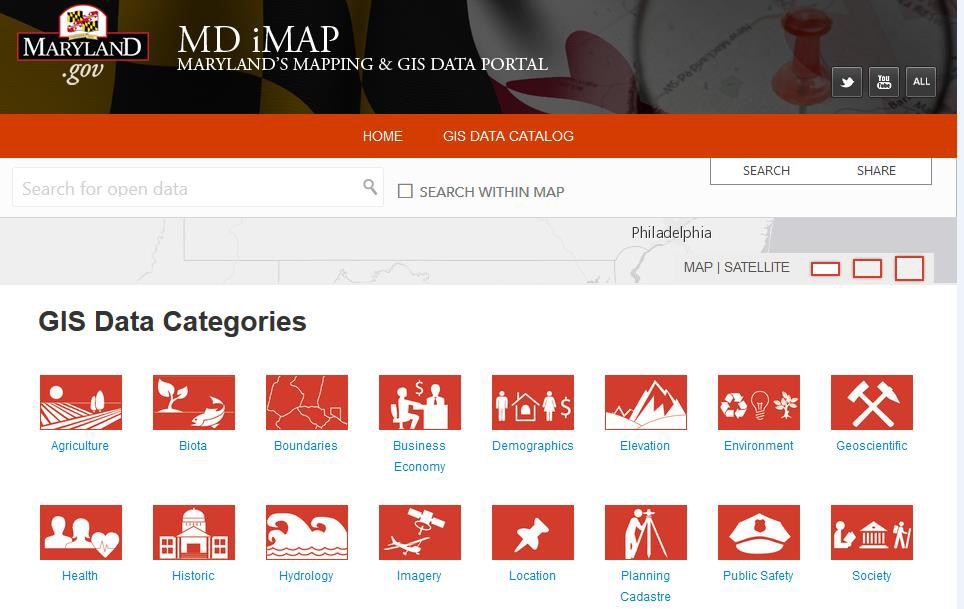 MARYLAND
.gov
MD iMAP
MARYLAND'S MAPPING & GIS DATA PORTAL
You
Tube
ALL
HOME GIS DATA CATALOG
Search for open data
SEARCH WITHIN MAP
SEARCH SHARE
Philadelphia
MAP | SATELLITE
GIS Data Categories
Agriculture Biota Boundaries Business Demographics Elevation Environment Geoscientific
Economy
Health Historic Hydrology Imagery Location Planning Public Safety Society
Cadastre